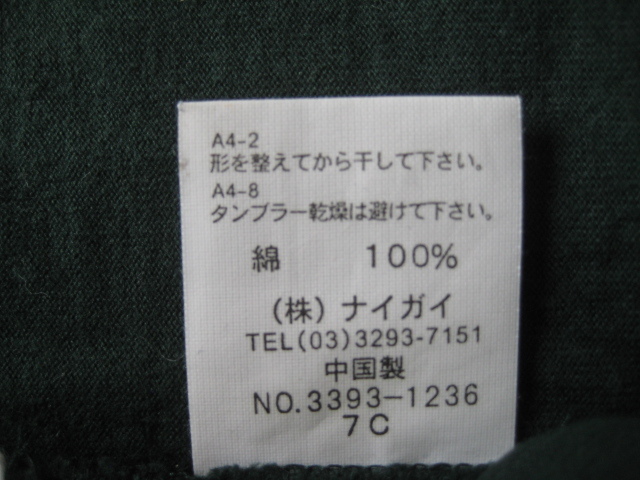 A4-2
形を整えてから干して下さい。
A4-8
タンブラー乾燥は避けて下さい。
綿 100%
(株) ナイガイ
TEL(03)3293-7151
中国製
NO.3393-1236
7C